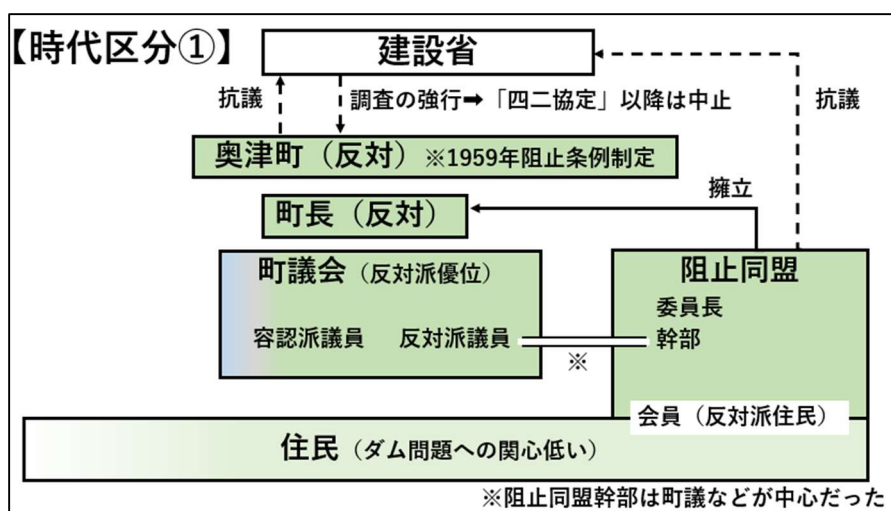 【時代区分①】
建設省
抗議
調査の強行➡「四二協定」以降は中止
抗議
奥津町（反対）※1959年阻止条例制定
擁立
町長（反対）
町議会（反対派優位）
阻止同盟
委員長
容認派議員 反対派議員
幹部
※
会員（反対派住民）
住民（ダム問題への関心低い）
※阻止同盟幹部は町議などが中心だった